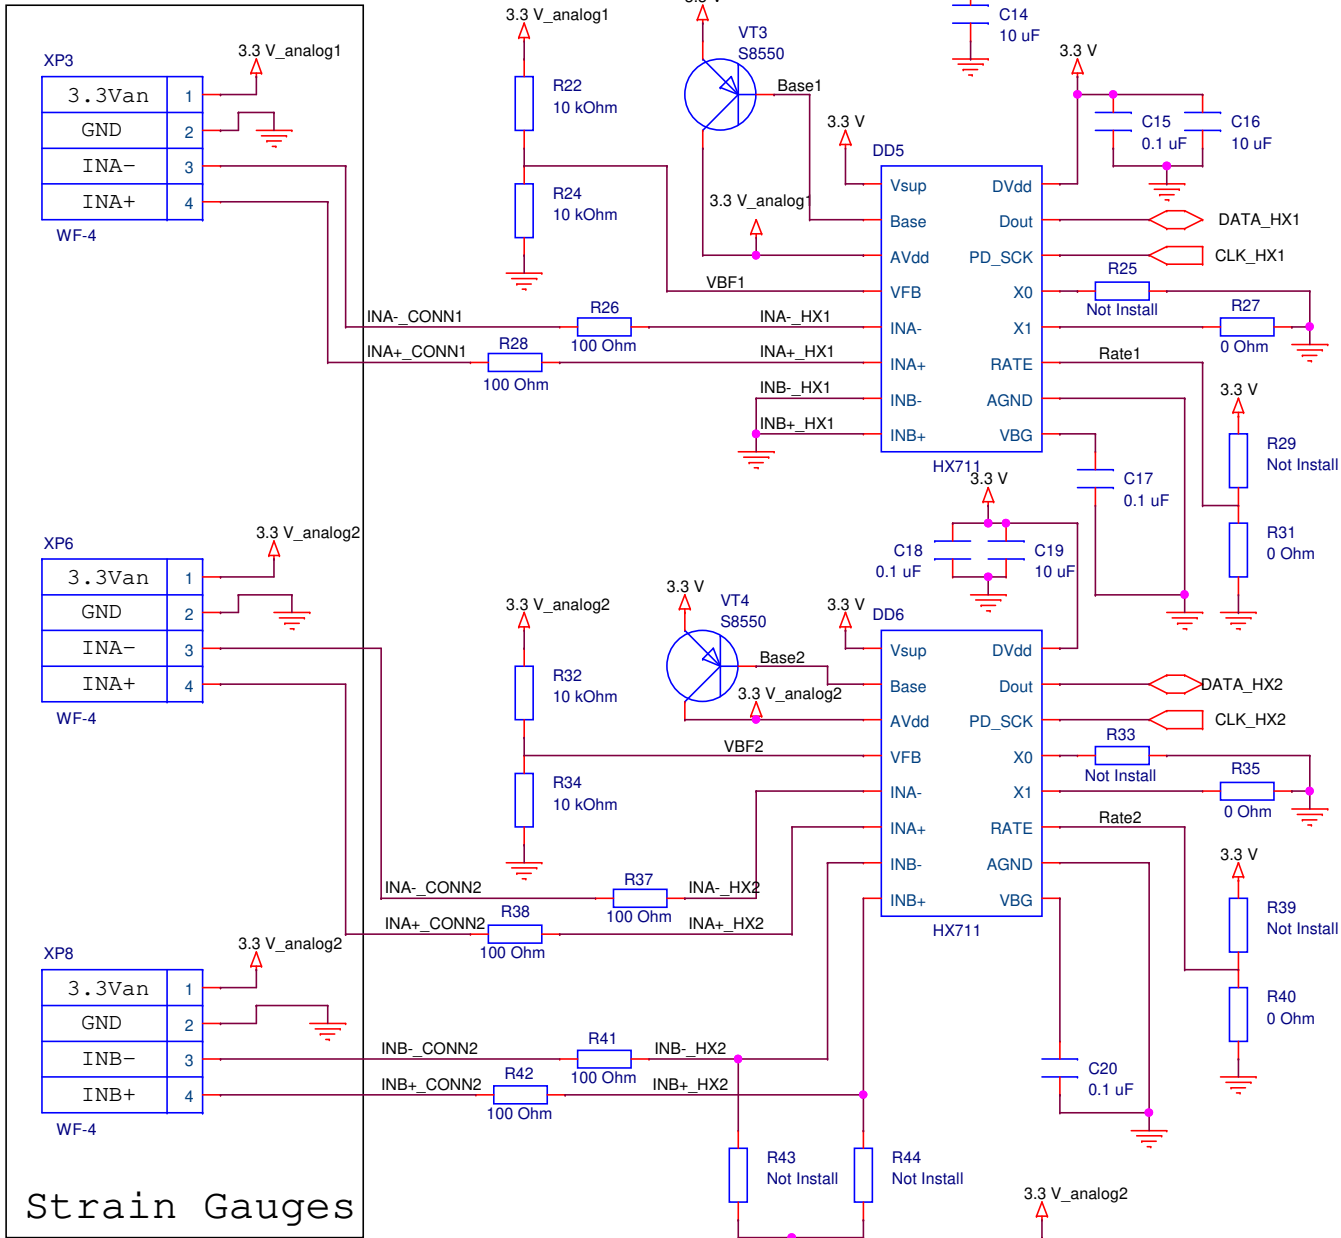 XP3
3.3 V_analog1
3.3Van 1
GND 2
INA- 3
INA+ 4
WF-4
3.3 V_analog1
R22
10 kOhm
R24
10 kOhm
VT3
S8550
Base1
C14
10 uF
3.3 V
C15
0.1 uF
C16
10 uF
3.3 V
DD5
Vsup
Base
AVdd
VFB
INA-
INA+
INB-
INB+
DVdd
Dout
PD_SCK
X0
X1
RATE
AGND
VBG
HX711
3.3 V_analog1
VBF1
DATA_HX1
CLK_HX1
R25
Not Install
R27
0 Ohm
INA-_CONN1
R26
100 Ohm
INA-_HX1
INA+_CONN1
R28
100 Ohm
INA+_HX1
INB-_HX1
INB+_HX1
Rate1
3.3 V
R29
Not Install
R31
0 Ohm
C17
0.1 uF
3.3 V
C18
0.1 uF
C19
10 uF
XP6
3.3 V_analog2
3.3Van 1
GND 2
INA- 3
INA+ 4
WF-4
3.3 V_analog2
R32
10 kOhm
R34
10 kOhm
3.3 V
VT4
S8550
Base2
3.3 V_analog2
VBF2
3.3 V
DD6
Vsup
Base
AVdd
VFB
INA-
INA+
INB-
INB+
DVdd
Dout
PD_SCK
X0
X1
RATE
AGND
VBG
HX711
DATA_HX2
CLK_HX2
R33
Not Install
R35
0 Ohm
Rate2
3.3 V
R39
Not Install
R40
0 Ohm
INA-_CONN2
R37
100 Ohm
INA-_HX2
INA+_CONN2
R38
100 Ohm
INA+_HX2
XP8
3.3 V_analog2
3.3Van 1
GND 2
INB- 3
INB+ 4
WF-4
INB-_CONN2
R41
100 Ohm
INB-_HX2
INB+_CONN2
R42
100 Ohm
INB+_HX2
C20
0.1 uF
R43
Not Install
R44
Not Install
3.3 V_analog2
Strain Gauges